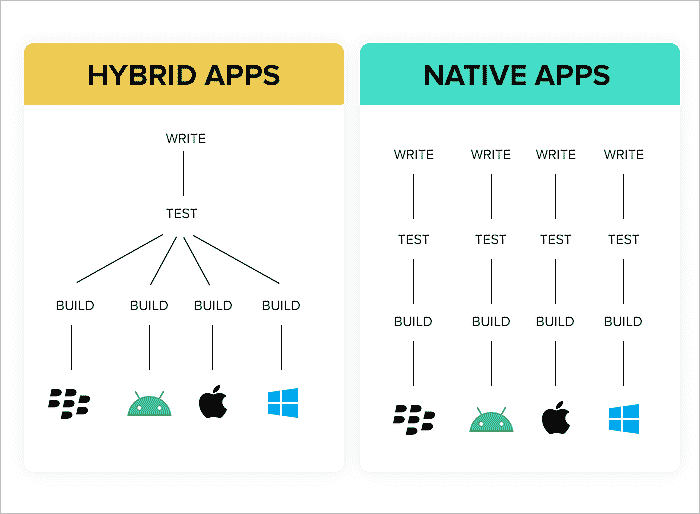 HYBRID APPS
WRITE
TEST
BUILD BUILD BUILD BUILD
NATIVE APPS
WRITE WRITE WRITE WRITE
TEST TEST TEST TEST
BUILD BUILD BUILD BUILD